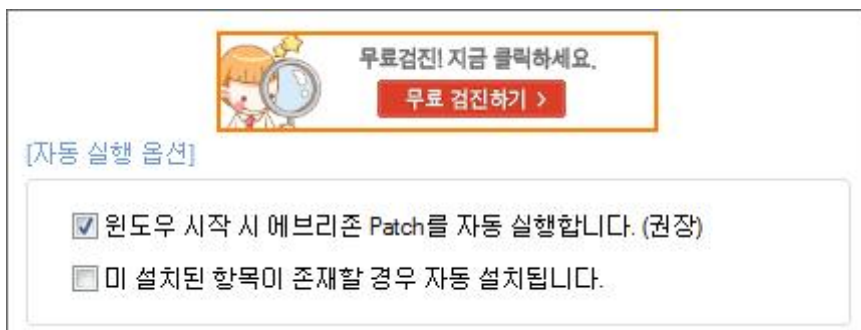 무료검진! 지금 클릭하세요.
무료 검진하기 >
[자동 실행 옵션]
윈도우 시작 시 에브리존 Patch를 자동 실행합니다. (권장)
미 설치된 항목이 존재할 경우 자동 설치됩니다.